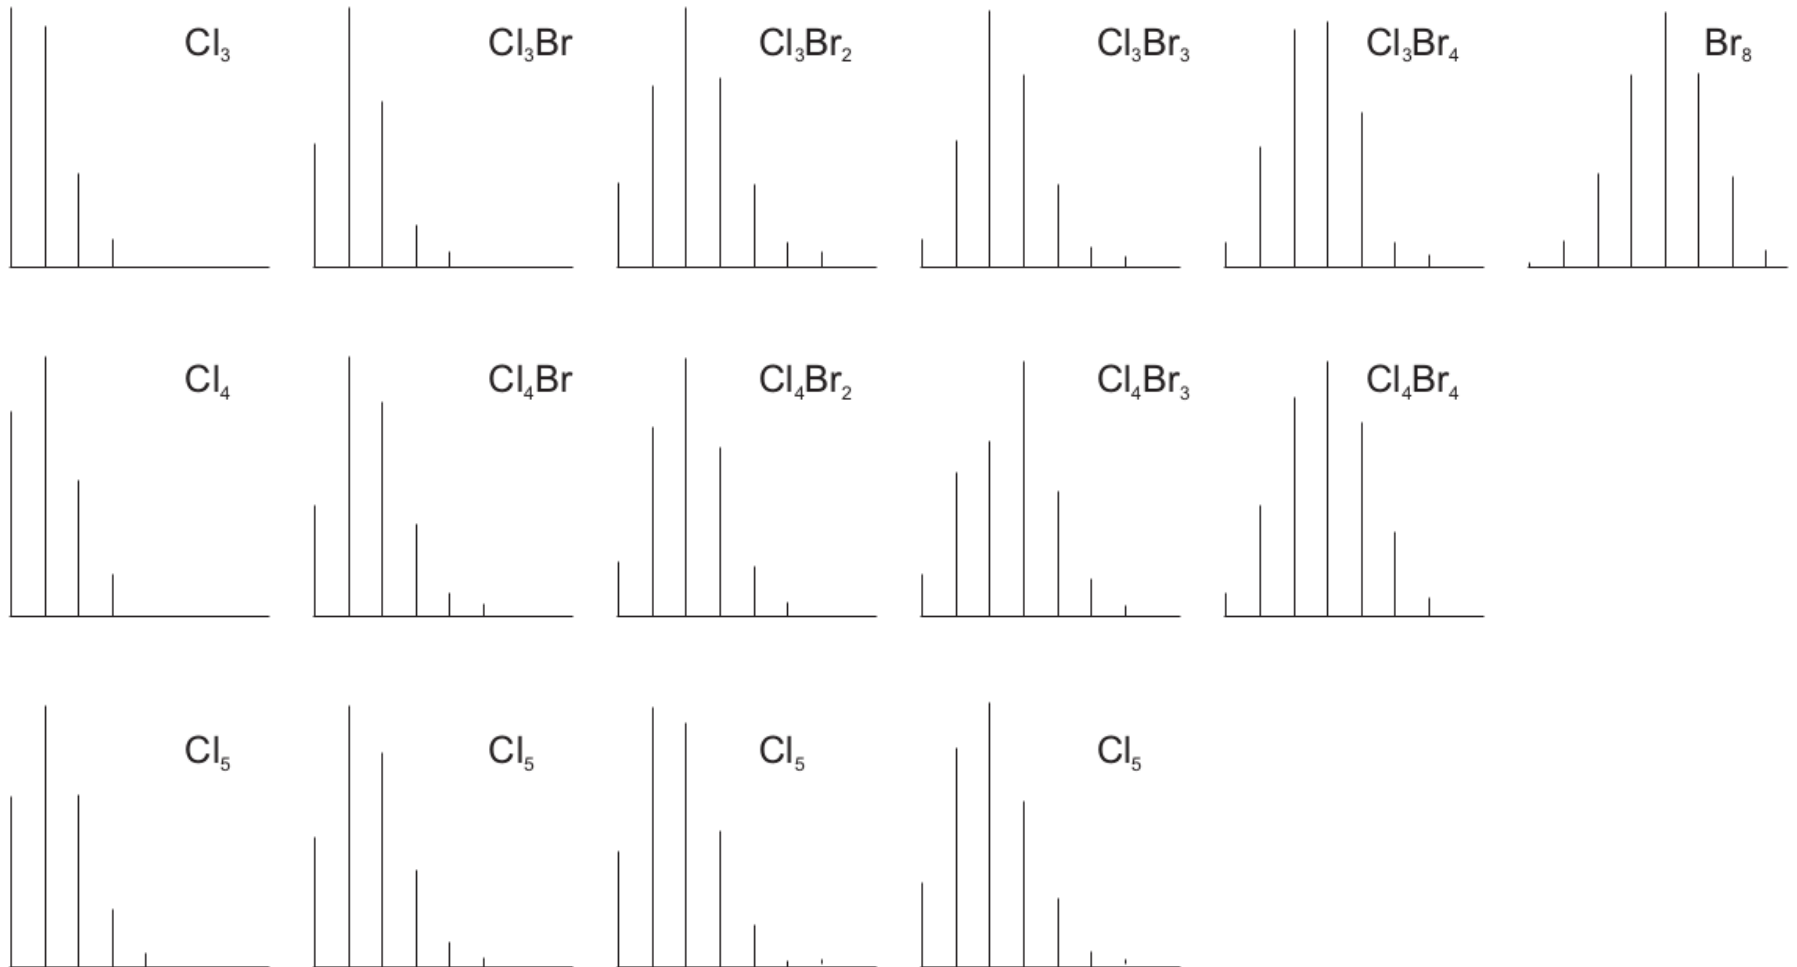 Cl₃ Cl₃Br Cl₃Br₂ Cl₃Br₃ Cl₃Br₄ Br₈
Cl₄ Cl₄Br Cl₄Br₂ Cl₄Br₃ Cl₄Br₄
Cl₅ Cl₅ Cl₅ Cl₅